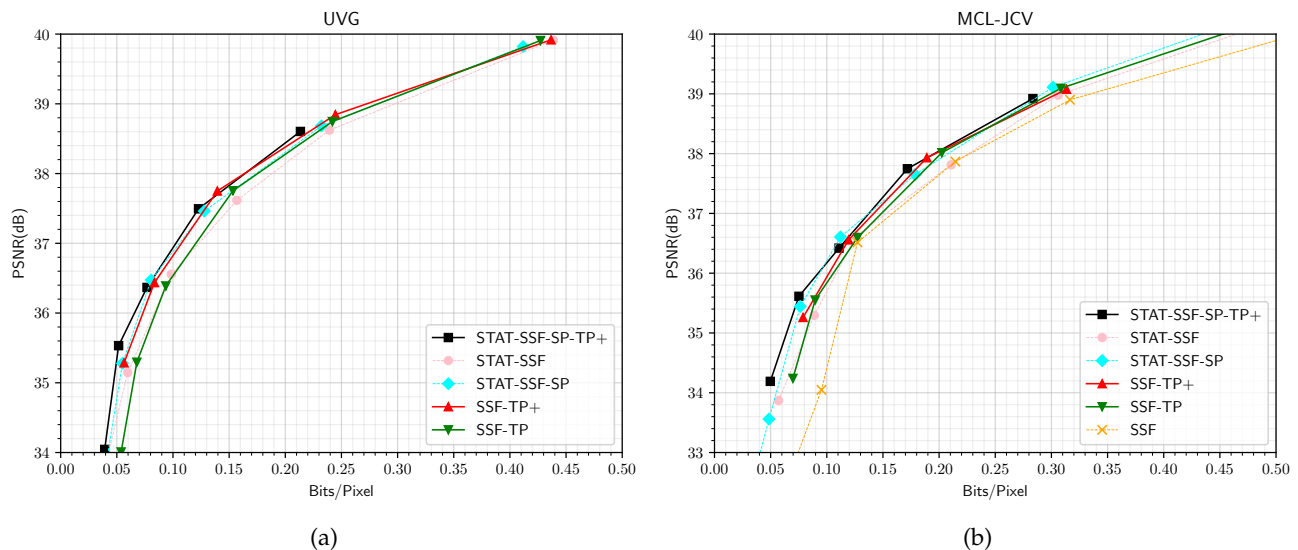 UVG
PSNR(dB)
40
39
38
37
36
35
34
0.00 0.05 0.10 0.15 0.20 0.25 0.30 0.35 0.40 0.45 0.50
Bits/Pixel
STAT-SSF-SP-TP+
STAT-SSF
STAT-SSF-SP
SSF-TP+
SSF-TP
(a)
MCL-JCV
PSNR(dB)
40
39
38
37
36
35
34
33
0.00 0.05 0.10 0.15 0.20 0.25 0.30 0.35 0.40 0.45 0.50
Bits/Pixel
STAT-SSF-SP-TP+
STAT-SSF
STAT-SSF-SP
SSF-TP+
SSF-TP
SSF
(b)